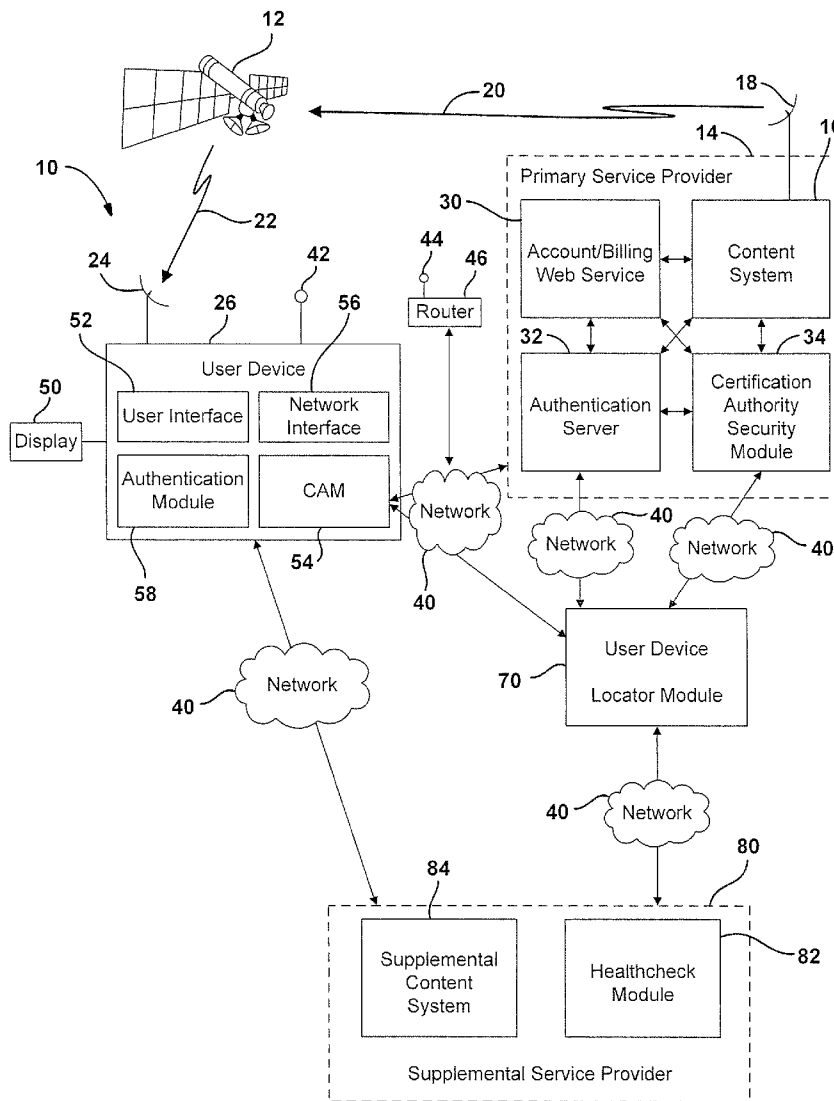 12
18
20
14
16
Primary Service Provider
10
30
Account/Billing
Web Service
Content
System
22
24
42
44
46
Router
52
26
56
32
34
User Device
50
User Interface
Network
Interface
Authentication
Server
Certification
Authority
Security
Module
Display
Authentication
Module
CAM
Network
40
58
54
40
Network
40
Network
40
User Device
Locator Module
70
Network
40
Network
40
80
84
Supplemental
Content
System
Healthcheck
Module
82
Supplemental Service Provider